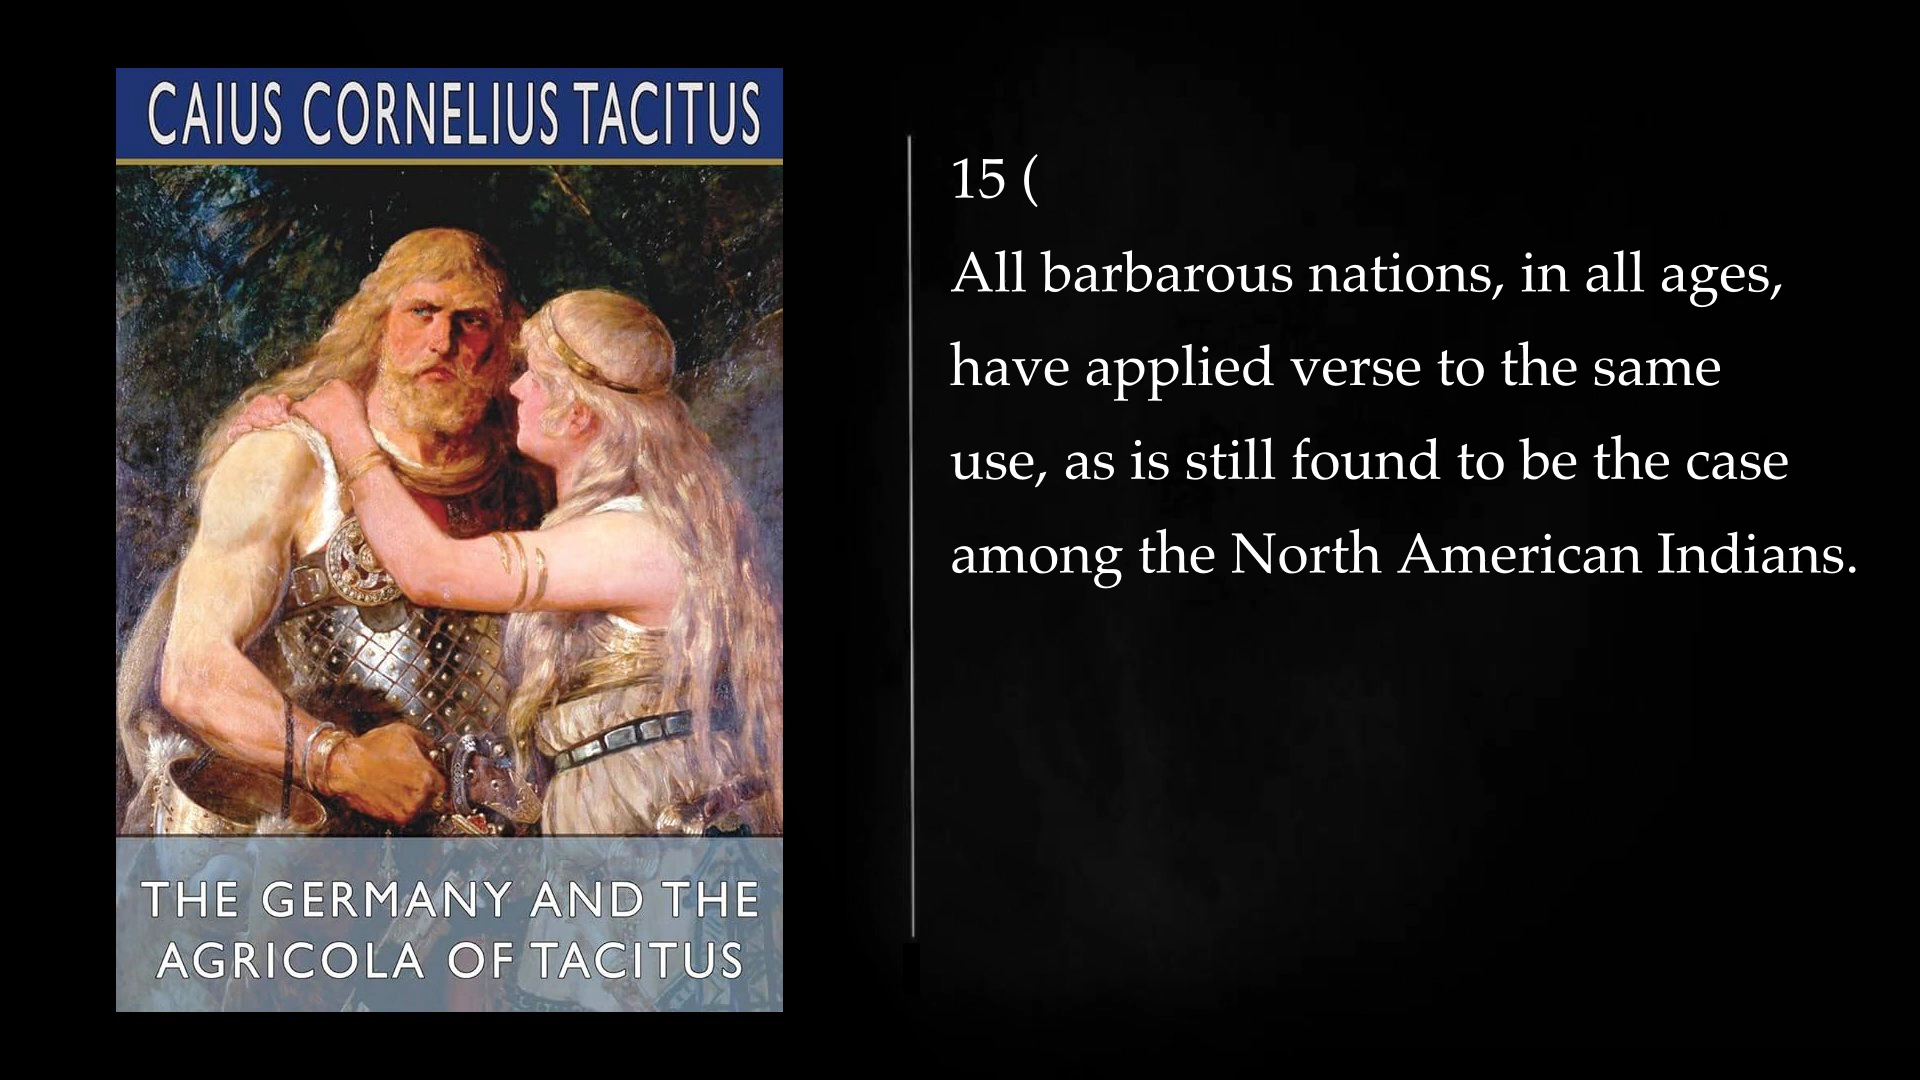 CAIUS CORNELIUS TACITUS
THE GERMANY AND THE
AGRICOLA OF TACITUS
15 (
All barbarous nations, in all ages,
have applied verse to the same
use, as is still found to be the case
among the North American Indians.